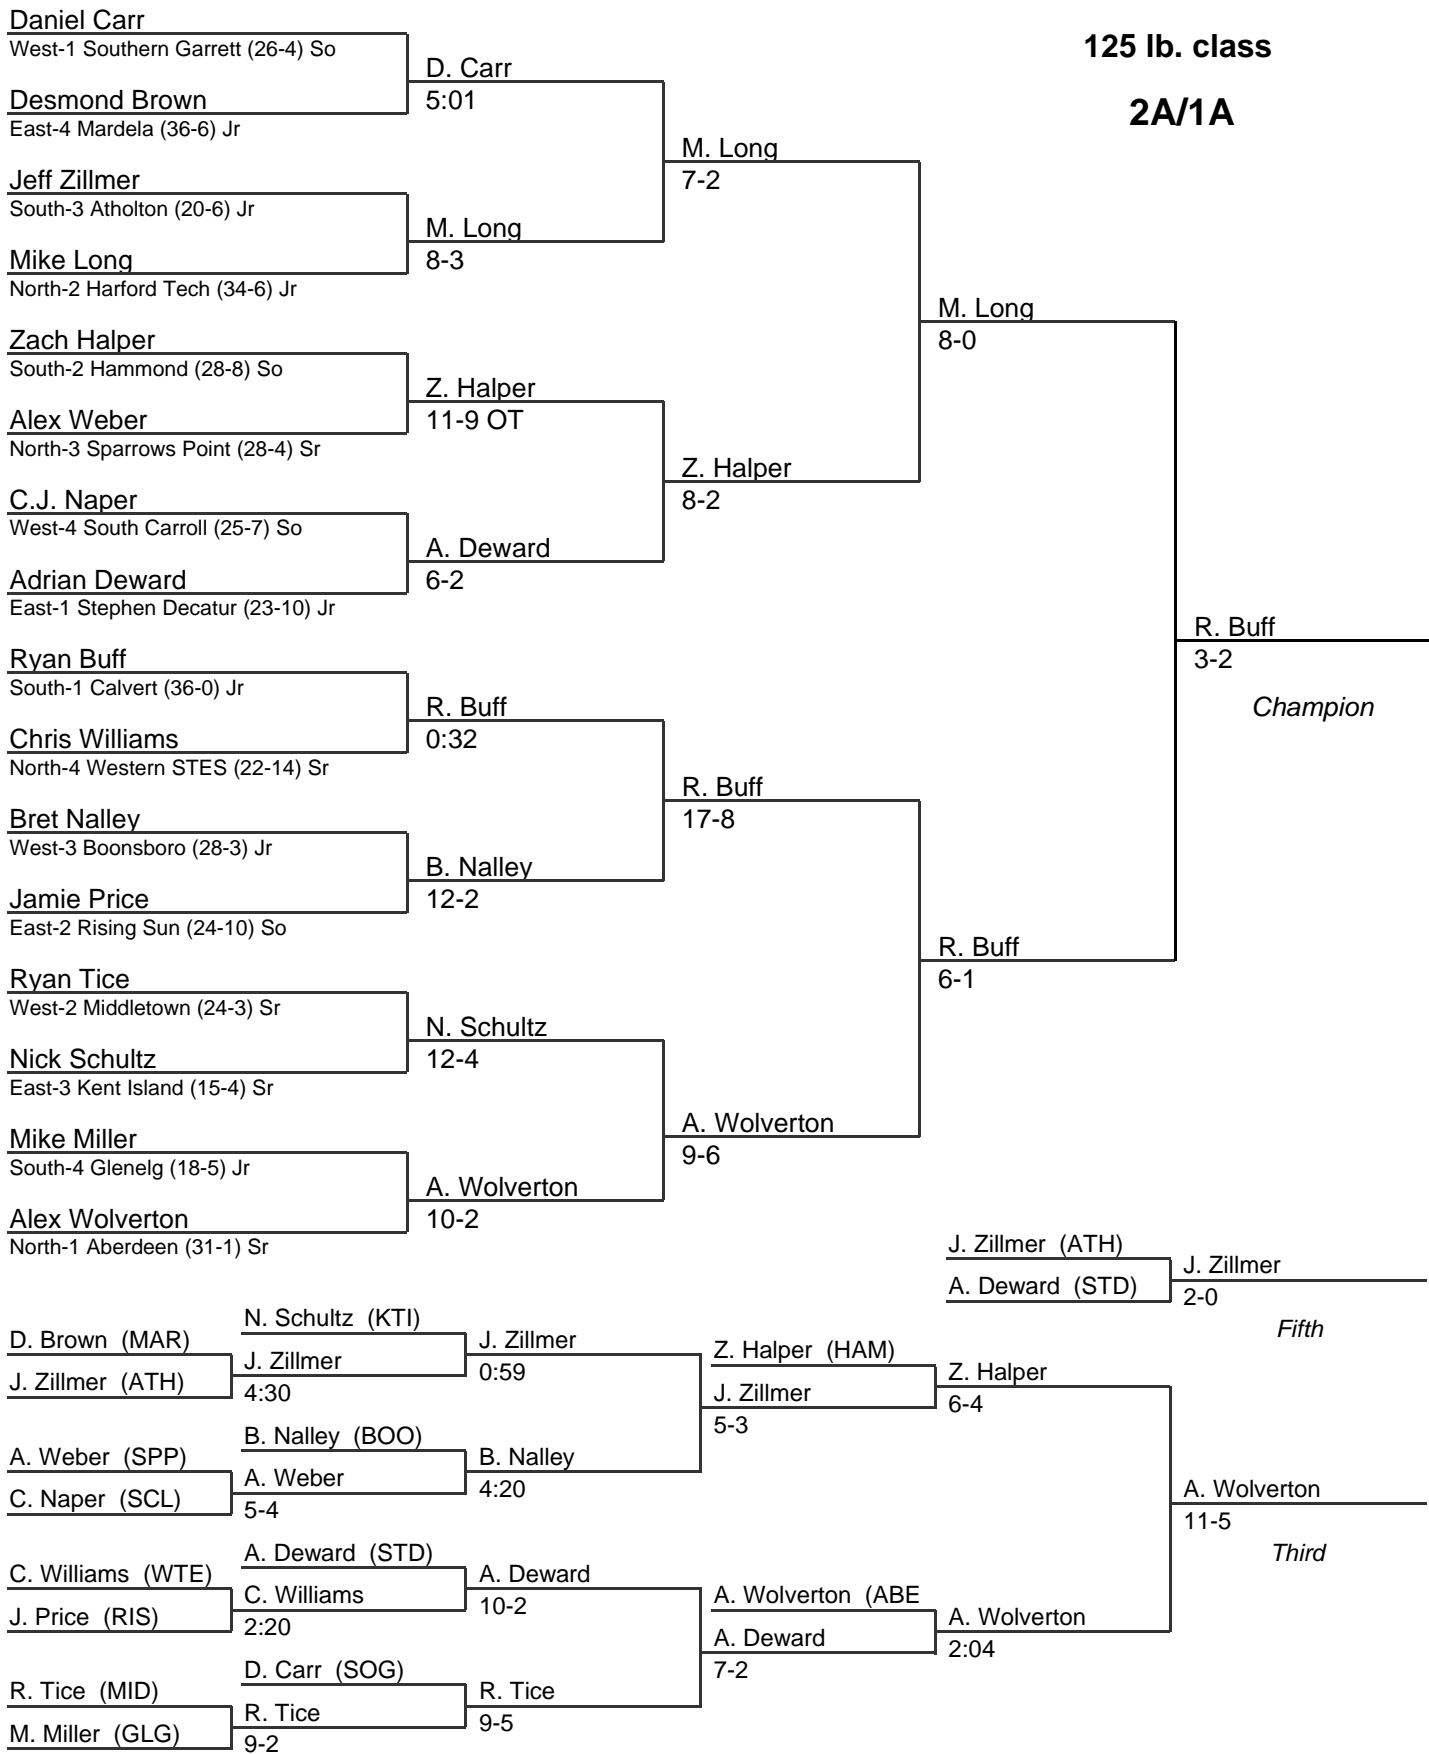 125 lb. class
2A/1A
Daniel Carr
West-1 Southern Garrett (26-4) So
Desmond Brown
East-4 Mardela (36-6) Jr
Jeff Zillmer
South-3 Atholton (20-6) Jr
Mike Long
North-2 Harford Tech (34-6) Jr
Zach Halper
South-2 Hammond (28-8) So
Alex Weber
North-3 Sparrows Point (28-4) Sr
C.J. Naper
West-4 South Carroll (25-7) So
Adrian Deward
East-1 Stephen Decatur (23-10) Jr
Ryan Buff
South-1 Calvert (36-0) Jr
Chris Williams
North-4 Western STES (22-14) Sr
Bret Nalley
West-3 Boonsboro (28-3) Jr
Jamie Price
East-2 Rising Sun (24-10) So
Ryan Tice
West-2 Middletown (24-3) Sr
Nick Schultz
East-3 Kent Island (15-4) Sr
Mike Miller
South-4 Glenelg (18-5) Jr
Alex Wolverton
North-1 Aberdeen (31-1) Sr
D. Carr
5:01
M. Long
8-3
Z. Halper
11-9 OT
A. Deward
6-2
R. Buff
0:32
B. Nalley
12-2
N. Schultz
12-4
A. Wolverton
10-2
M. Long
7-2
Z. Halper
8-2
R. Buff
17-8
A. Wolverton
9-6
M. Long
8-0
R. Buff
6-1
R. Buff
3-2
Champion
J. Zillmer (ATH)
A. Deward (STD)
J. Zillmer
2-0
Fifth
D. Brown (MAR)
J. Zillmer (ATH)
A. Weber (SPP)
C. Naper (SCL)
C. Williams (WTE)
J. Price (RIS)
R. Tice (MID)
M. Miller (GLG)
N. Schultz (KTI)
J. Zillmer
4:30
B. Nalley (BOO)
A. Weber
5-4
A. Deward (STD)
C. Williams
2:20
D. Carr (SOG)
R. Tice
9-2
J. Zillmer
0:59
B. Nalley
4:20
A. Deward
10-2
R. Tice
9-5
Z. Halper (HAM)
J. Zillmer
5-3
A. Wolverton (ABE
A. Deward
7-2
Z. Halper
6-4
A. Wolverton
2:04
A. Wolverton
11-5
Third